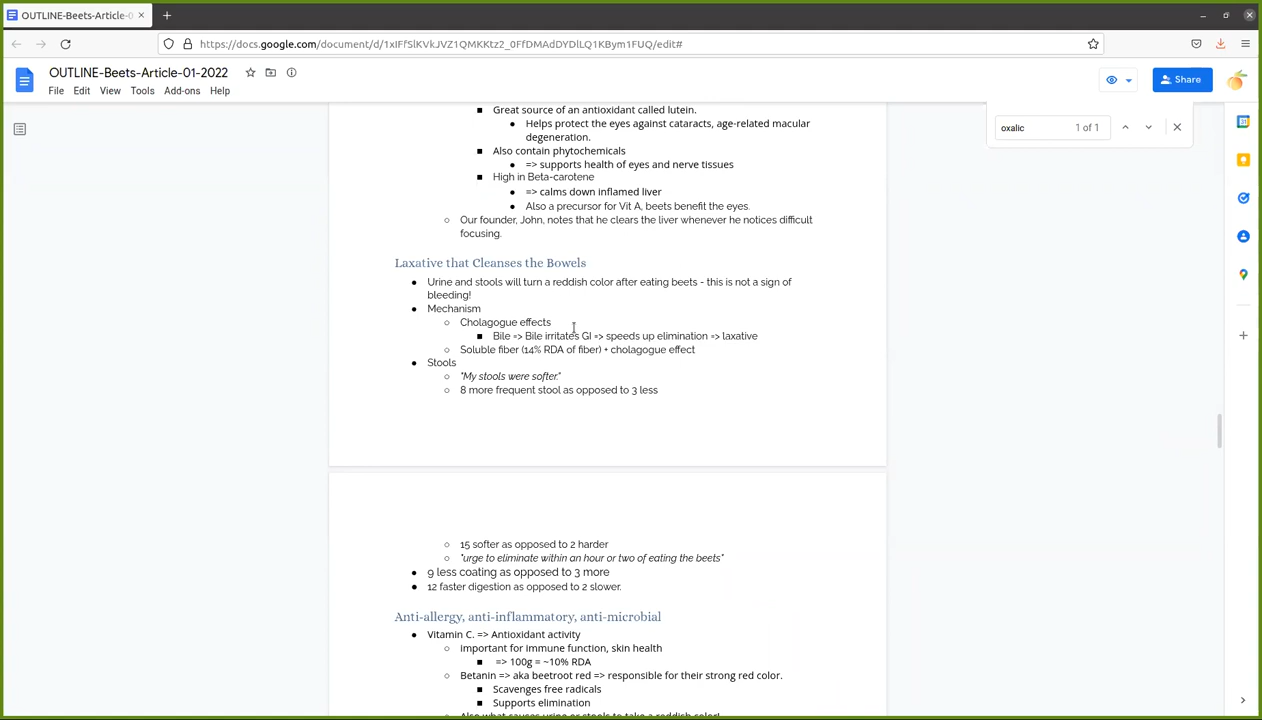 OUTLINE-Beets-Article-0
https://docs.google.com/document/d/1xIFfSlKVkJVZ1QMKKtz2_0FfDMAdDYDlLQ1KBym1FUQ/edit#
OUTLINE-Beets-Article-01-2022
File Edit View Tools Add-ons Help
Share
oxalic 1 of 1
■ Great source of an antioxidant called lutein.
● Helps protect the eyes against cataracts, age-related macular
degeneration.
■ Also contain phytochemicals
● => supports health of eyes and nerve tissues
■ High in Beta-carotene
● => calms down inflamed liver
● Also a precursor for Vit A, beets benefit the eyes.
○ Our founder, John, notes that he clears the liver whenever he notices difficult
focusing.
Laxative that Cleanses the Bowels
● Urine and stools will turn a reddish color after eating beets - this is not a sign of
bleeding!
● Mechanism
○ Cholagogue effects
■ Bile => Bile irritates GI => speeds up elimination => laxative
○ Soluble fiber (14% RDA of fiber) + cholagogue effect
● Stools
○ "My stools were softer."
○ 8 more frequent stool as opposed to 3 less
○ 15 softer as opposed to 2 harder
○ "urge to eliminate within an hour or two of eating the beets"
● 9 less coating as opposed to 3 more
● 12 faster digestion as opposed to 2 slower.
Anti-allergy, anti-inflammatory, anti-microbial
● Vitamin C. => Antioxidant activity
○ important for immune function, skin health
■ => 100g = ~10% RDA
○ Betanin => aka beetroot red => responsible for their strong red color.
■ Scavenges free radicals
■ Supports elimination
○ Also what causes urine or stools to take a reddish color!